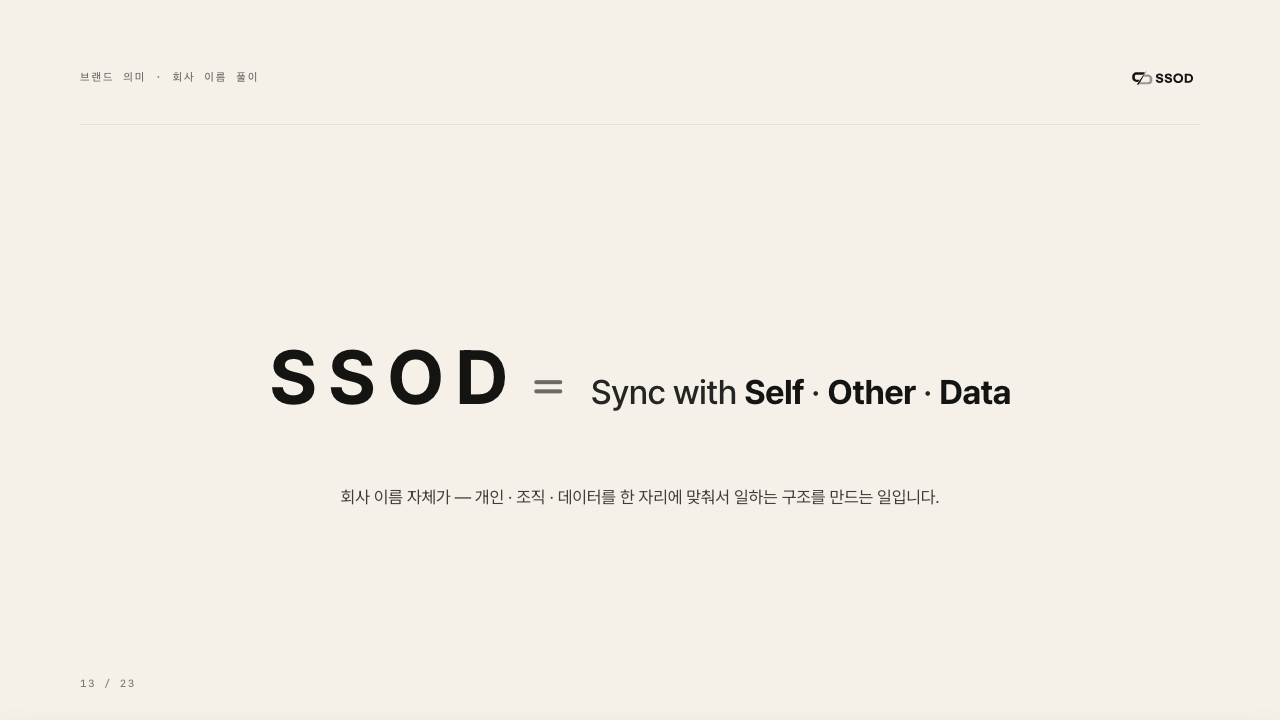 브랜드 의미 · 회사 이름 풀이
SSOD
SSOD = Sync with Self · Other · Data
회사 이름 자체가 — 개인 · 조직 · 데이터를 한 자리에 맞춰서 일하는 구조를 만드는 일입니다.
13 / 23